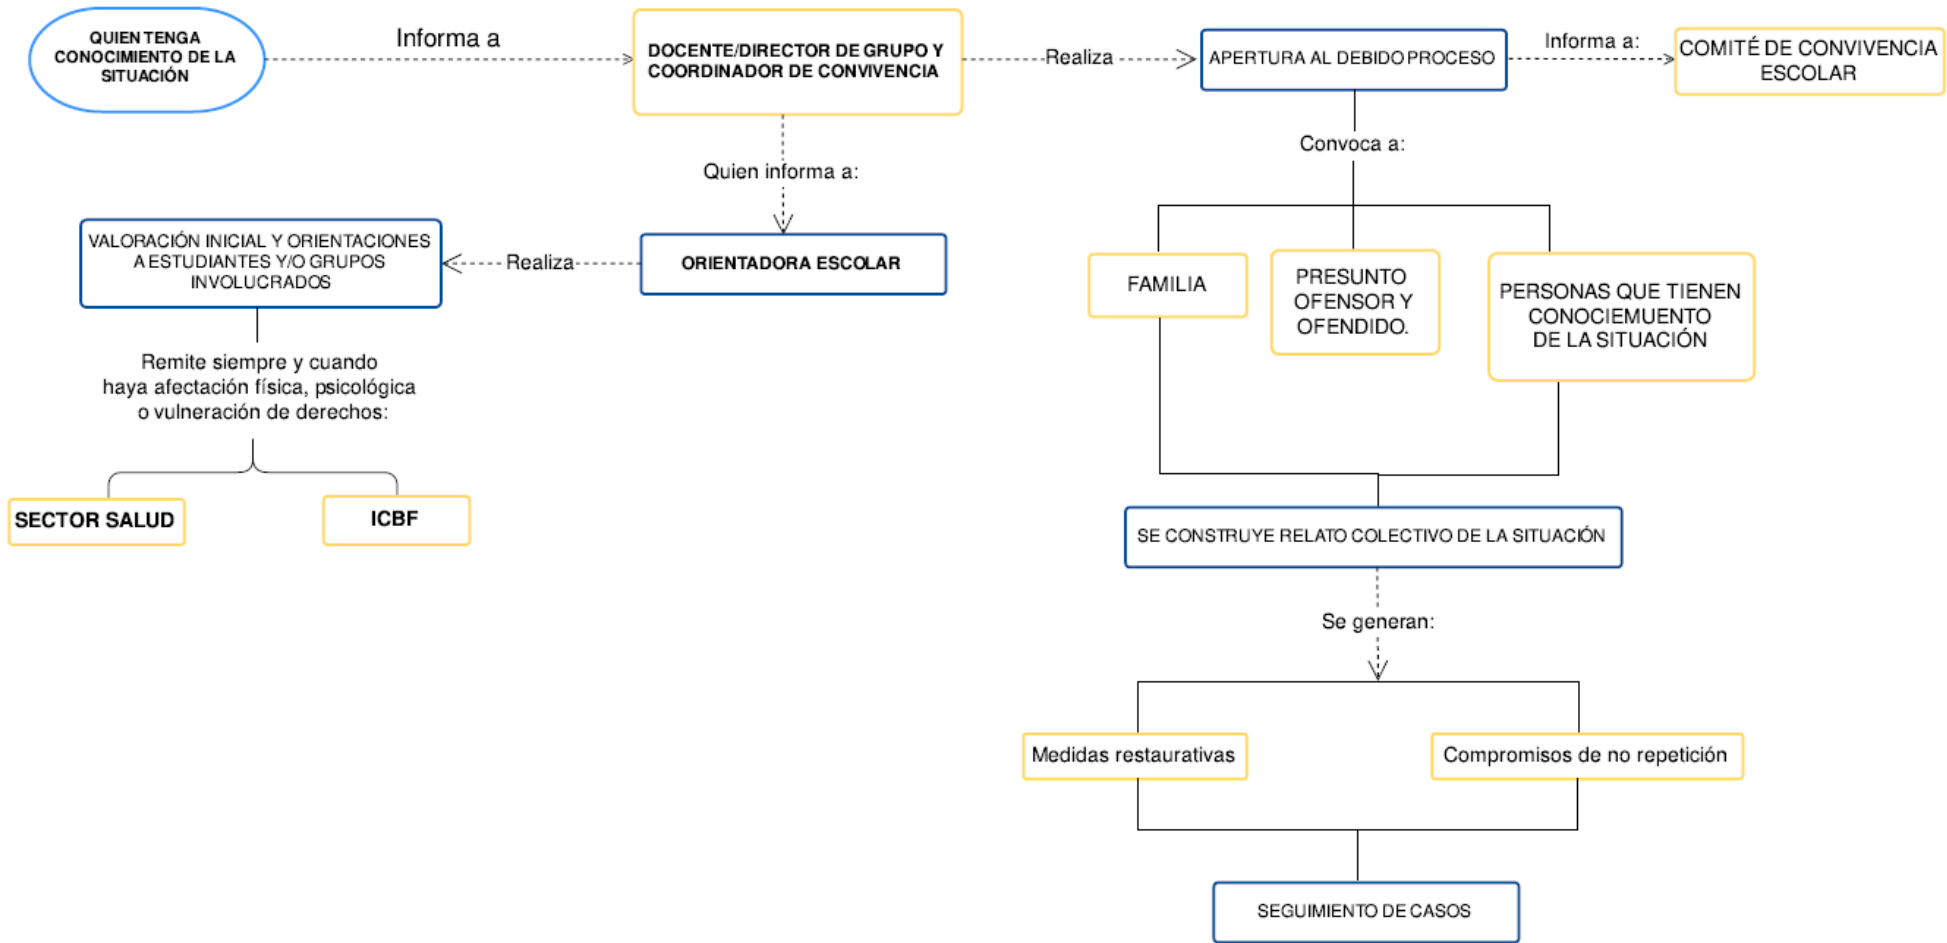 QUIEN TENGA
CONOCIMIENTO DE LA
SITUACIÓN
Informa a
DOCENTE/DIRECTOR DE GRUPO Y
COORDINADOR DE CONVIVENCIA
Realiza
APERTURA AL DEBIDO PROCESO
Informa a:
COMITÉ DE CONVIVENCIA
ESCOLAR
Quien informa a:
ORIENTADORA ESCOLAR
Realiza
VALORACIÓN INICIAL Y ORIENTACIONES
A ESTUDIANTES Y/O GRUPOS
INVOLUCRADOS
Remite siempre y cuando
haya afectación física, psicológica
o vulneración de derechos:
SECTOR SALUD
ICBF
Convoca a:
FAMILIA
PRESUNTO
OFENSOR Y
OFENDIDO.
PERSONAS QUE TIENEN
CONOCIEMUENTO
DE LA SITUACIÓN
SE CONSTRUYE RELATO COLECTIVO DE LA SITUACIÓN
Se generan:
Medidas restaurativas
Compromisos de no repetición
SEGUIMIENTO DE CASOS